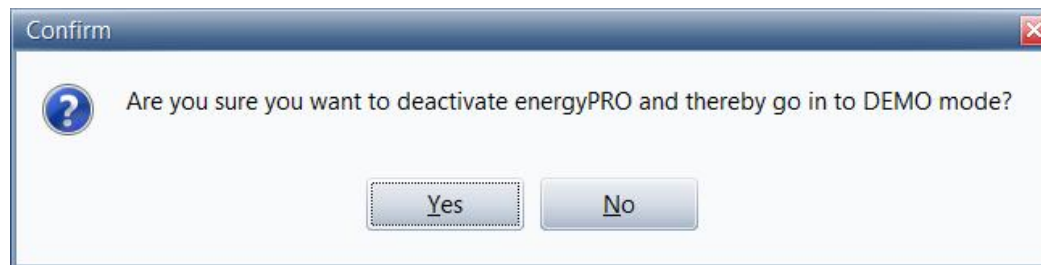 Confirm
Are you sure you want to deactivate energyPRO and thereby go in to DEMO mode?
Yes
No